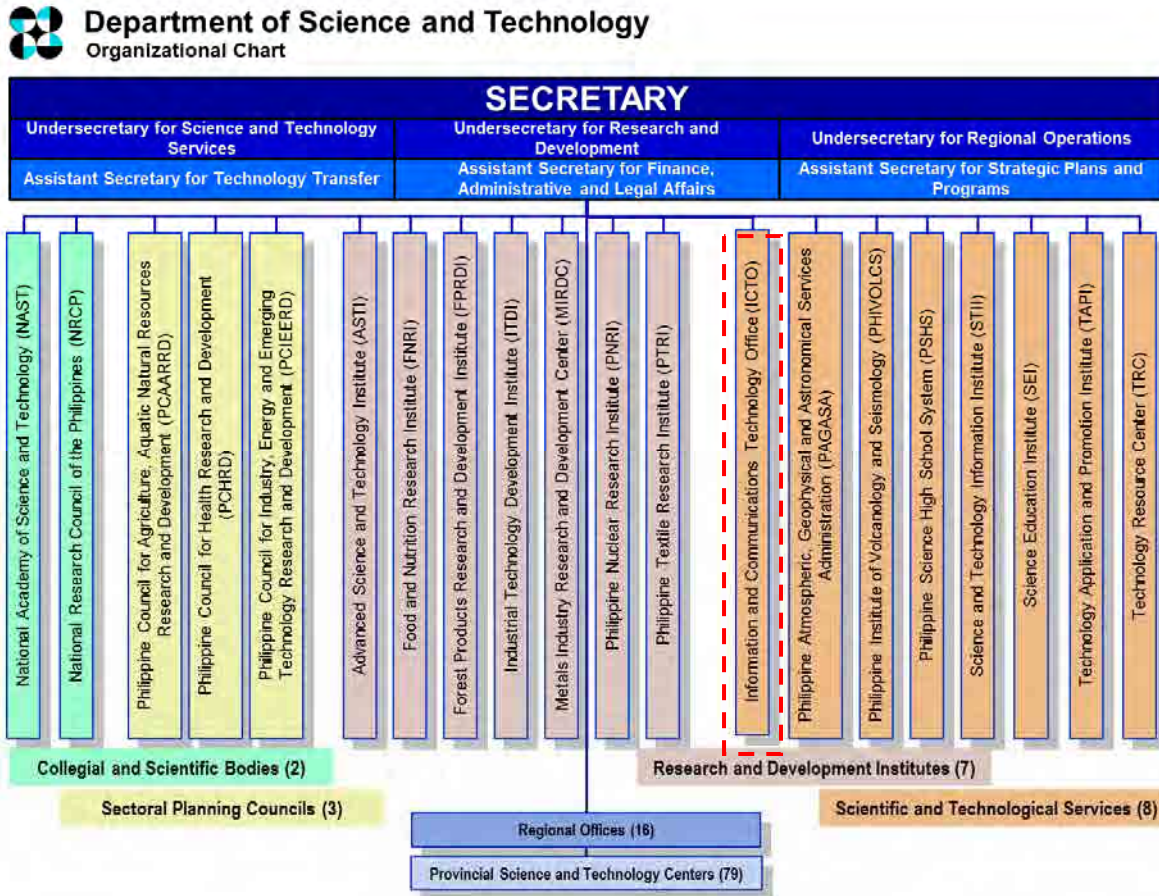 Department of Science and Technology
Organizational Chart
SECRETARY
Undersecretary for Science and Technology
Services
Undersecretary for Research and
Development
Undersecretary for Regional Operations
Assistant Secretary for Technology Transfer
Assistant Secretary for Finance,
Administrative and Legal Affairs
Assistant Secretary for Strategic Plans and
Programs
National Academy of Science and Technology (NAST)
National Research Council of the Philippines (NRCP)
Philippine Council for Agriculture, Aquatic Natural Resources
Research and Development (PCAARRD)
Philippine Council for Health Research and Development
(PCHRD)
Philippine Council for Industry, Energy and Emerging
Technology Research and Development (PCIEERD)
Advanced Science and Technology Institute (ASTI)
Food and Nutrition Research Institute (FNRI)
Forest Products Research and Development Institute (FPRDI)
Industrial Technology Development Institute (ITDI)
Metals Industry Research and Development Center (MIRDC)
Philippine Nuclear Research Institute (PNRI)
Philippine Textile Research Institute (PTRI)
Information and Communications Technology Office (ICTO)
Philippine Atmospheric, Geophysical and Astronomical Services
Administration (PAGASA)
Philippine Institute of Volcanology and Seismology (PHIVOLCS)
Philippine Science High School System (PSHS)
Science and Technology Information Institute (STII)
Science Education Institute (SEI)
Technology Application and Promotion Institute (TAPI)
Technology Resource Center (TRC)
Collegial and Scientific Bodies (2)
Research and Development Institutes (7)
Sectoral Planning Councils (3)
Scientific and Technological Services (8)
Regional Offices (16)
Provincial Science and Technology Centers (79)